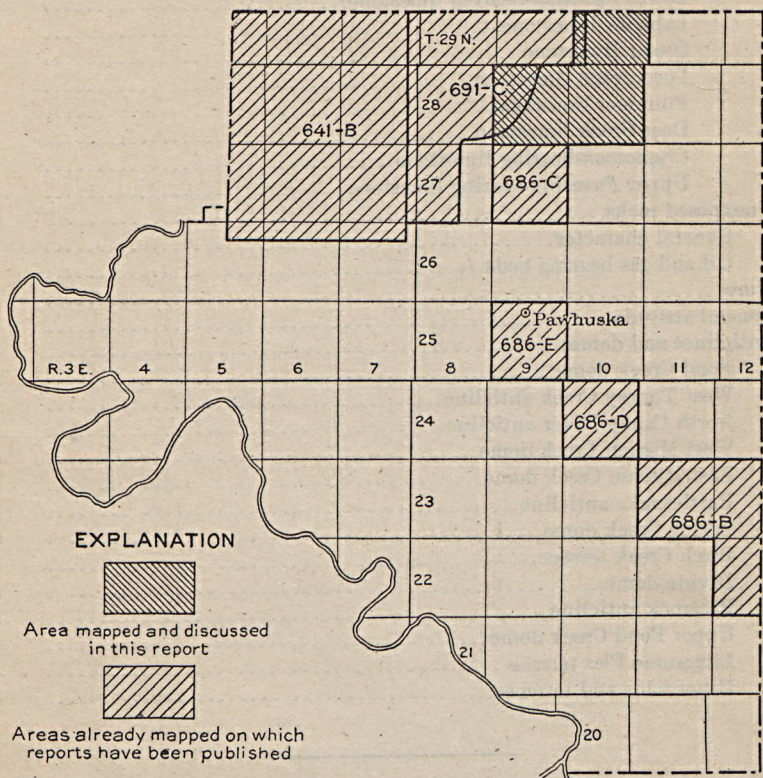 T. 29 N.
691-C
28
641-B
27
686-C
26
Pawhuska
25
686-E
R. 3 E. 4 5 6 7 8 9 10 11 12
24
686-D
23
686-B
EXPLANATION
22
Area mapped and discussed
in this report
21
Areas already mapped on which
reports have been published
20